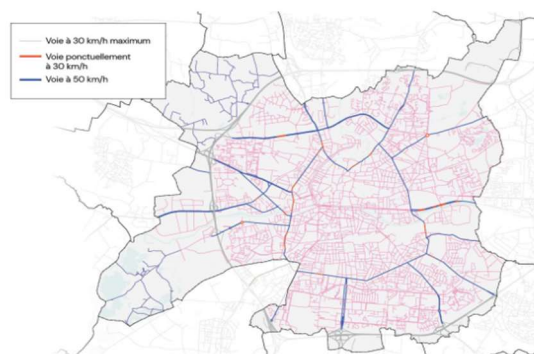 Voie à 30 km/h maximum
Voie ponctuellement
à 30 km/h
Voie à 50 km/h